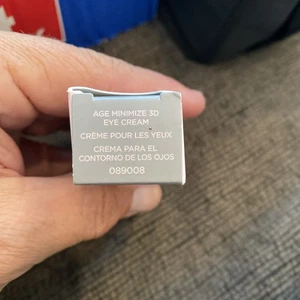 AGE MINIMIZE 3D
EYE CREAM
CRÈME POUR LES YEUX
CREMA PARA EL
CONTORNO DE LOS OJOS
089008